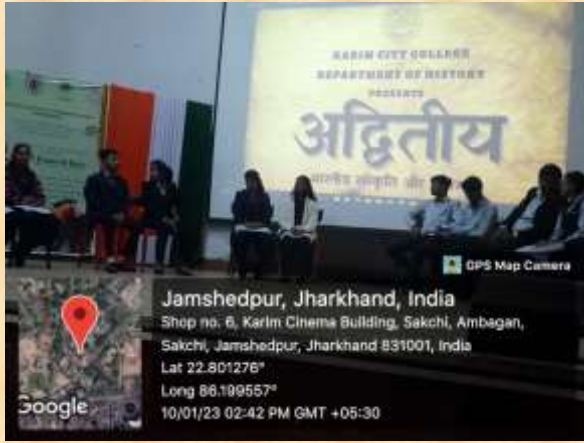 KARIM CITY COLLEGE
DEPARTMENT OF HISTORY
PRESENTS
अद्वितीय
भारतीय संस्कृति और
GPS Map Camera
Jamshedpur, Jharkhand, India
Shop no. 6, Karim Cinema Building, Sakchi, Ambagan,
Sakchi, Jamshedpur, Jharkhand 831001, India
Lat 22.801276°
Long 86.199557°
10/01/23 02:42 PM GMT +05:30
Google